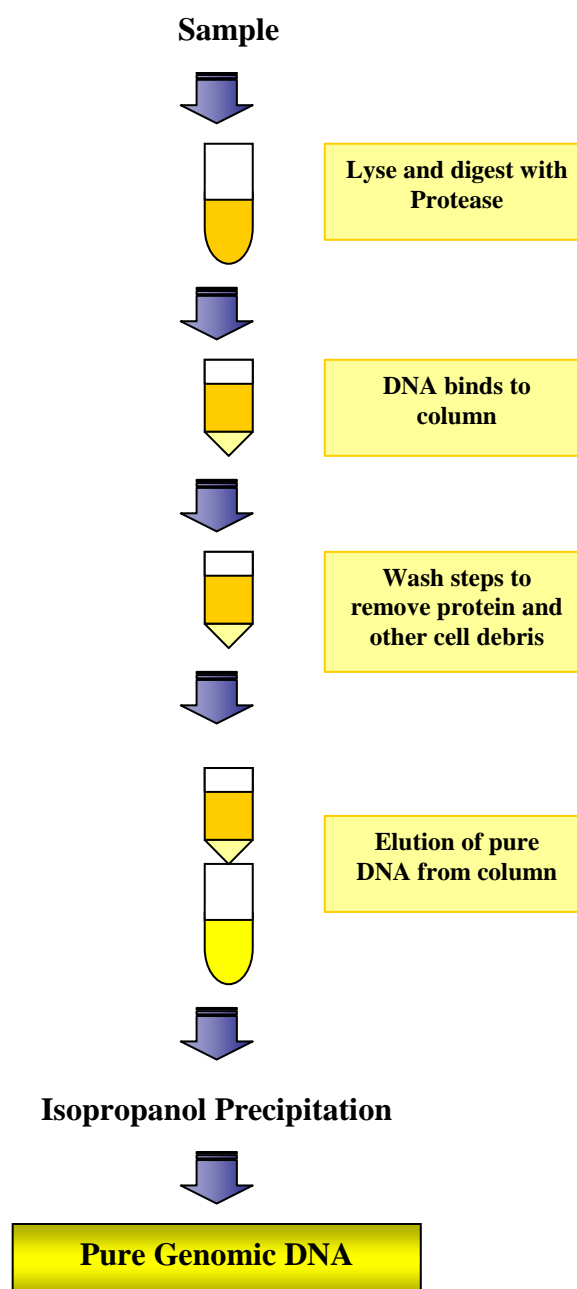 Sample
Lyse and digest with
Protease
DNA binds to
column
Wash steps to
remove protein and
other cell debris
Elution of pure
DNA from column
Isopropanol Precipitation
Pure Genomic DNA